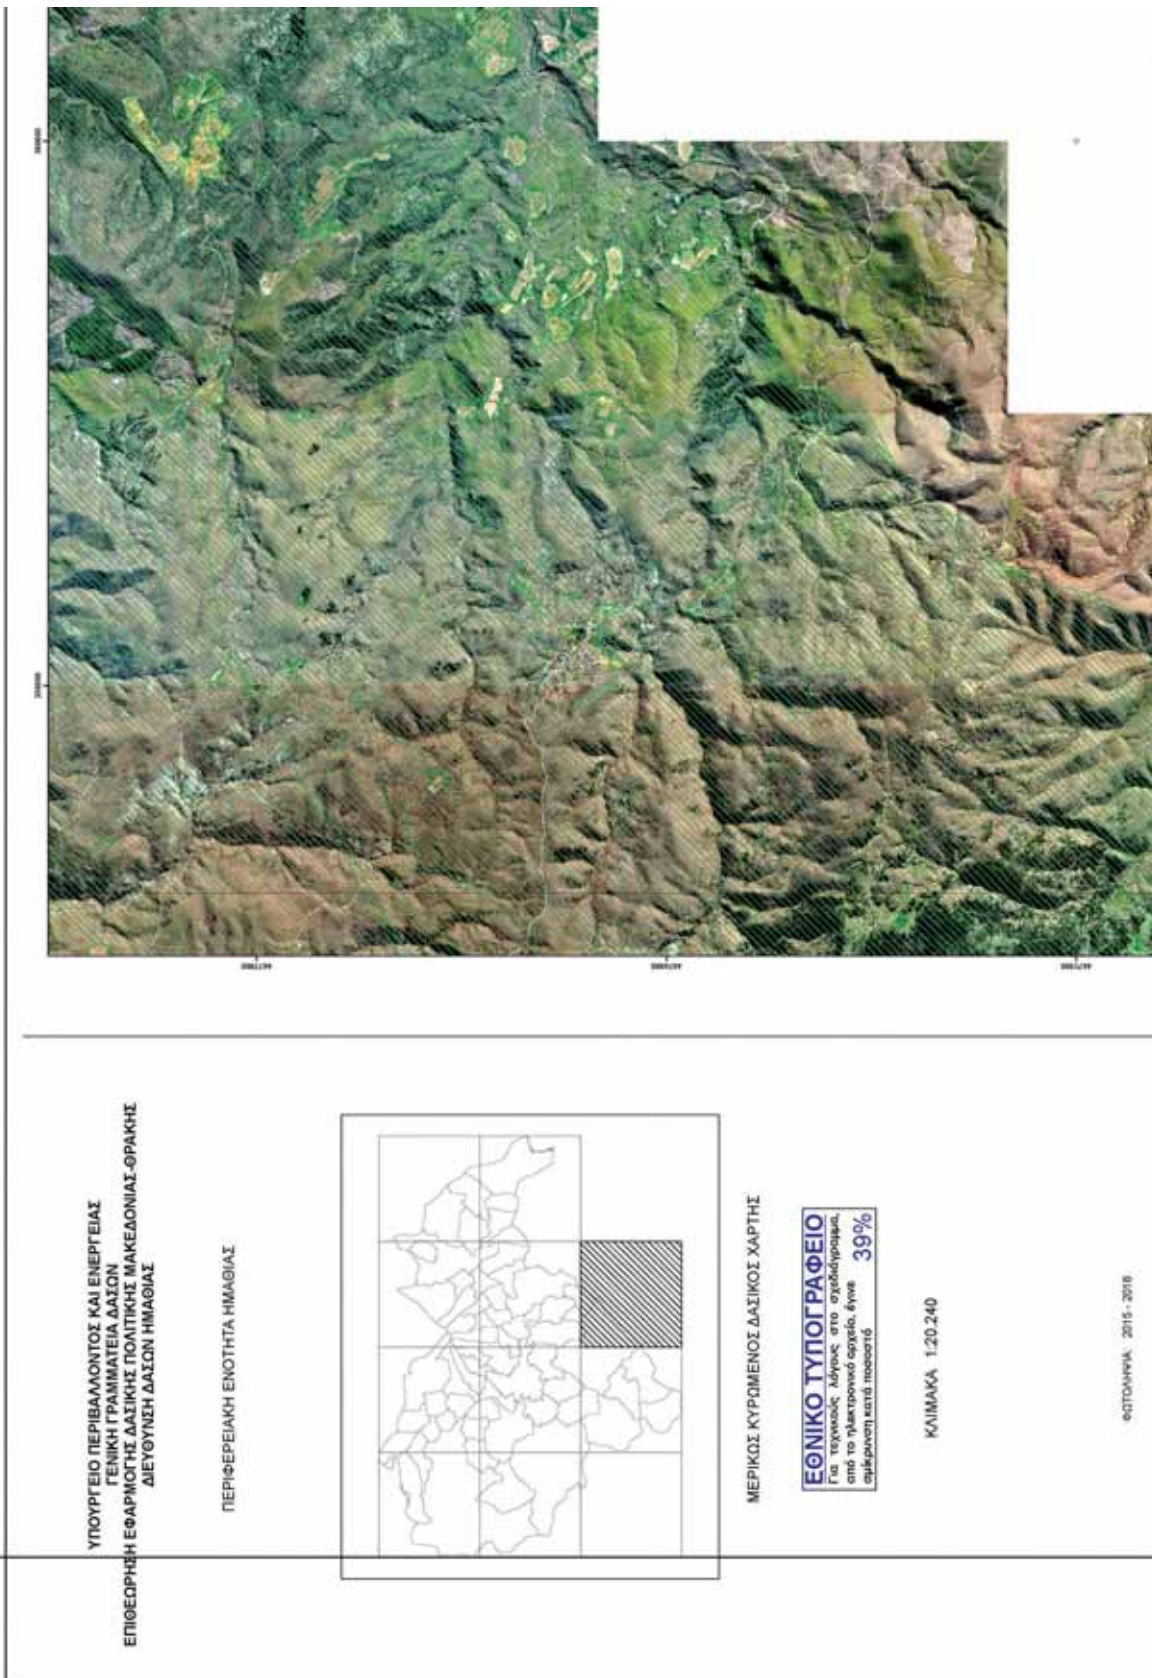 ΥΠΟΥΡΓΕΙΟ ΠΕΡΙΒΑΛΛΟΝΤΟΣ ΚΑΙ ΕΝΕΡΓΕΙΑΣ
ΓΕΝΙΚΗ ΓΡΑΜΜΑΤΕΙΑ ΔΑΣΩΝ
ΕΠΙΘΕΩΡΗΣΗ ΕΦΑΡΜΟΓΗΣ ΔΑΣΙΚΗΣ ΠΟΛΙΤΙΚΗΣ ΜΑΚΕΔΟΝΙΑΣ-ΘΡΑΚΗΣ
ΔΙΕΥΘΥΝΣΗ ΔΑΣΩΝ ΗΜΑΘΙΑΣ
ΠΕΡΙΦΕΡΕΙΑΚΗ ΕΝΟΤΗΤΑ ΗΜΑΘΙΑΣ
ΜΕΡΙΚΩΣ ΚΥΡΩΜΕΝΟΣ ΔΑΣΙΚΟΣ ΧΑΡΤΗΣ
ΕΘΝΙΚΟ ΤΥΠΟΓΡΑΦΕΙΟ
Για τεχνικούς λόγους στο σχεδιάγραμμα,
από το ηλεκτρονικό αρχείο, έγινε
σμίκρυνση κατά ποσοστό 39%
ΚΛΙΜΑΚΑ 1:20.240
ΦΩΤΟΛΗΨΙΑ: 2015 - 2016